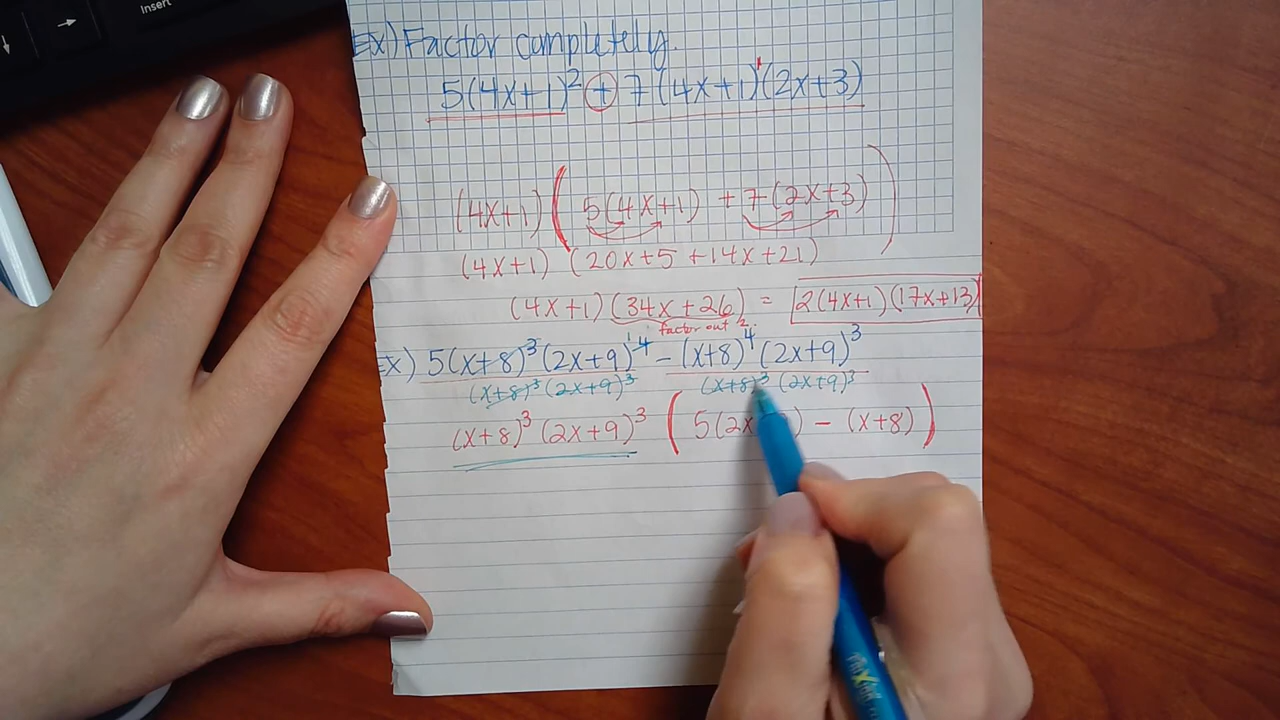 Insert
Ex) Factor completely.
5(4x+1)² + 7(4x+1)¹(2x+3)
(4x+1) ( 5(4x+1) + 7(2x+3) )
(4x+1) (20x+5 + 14x+21)
(4x+1) (34x+26) = 2(4x+1)(17x+13)
factor out 2.
Ex) 5(x+8)³(2x+9)⁴ - (x+8)⁴(2x+9)³
(x+8)³(2x+9)³ (x+8)³(2x+9)³
(x+8)³(2x+9)³ ( 5(2x ) - (x+8) )